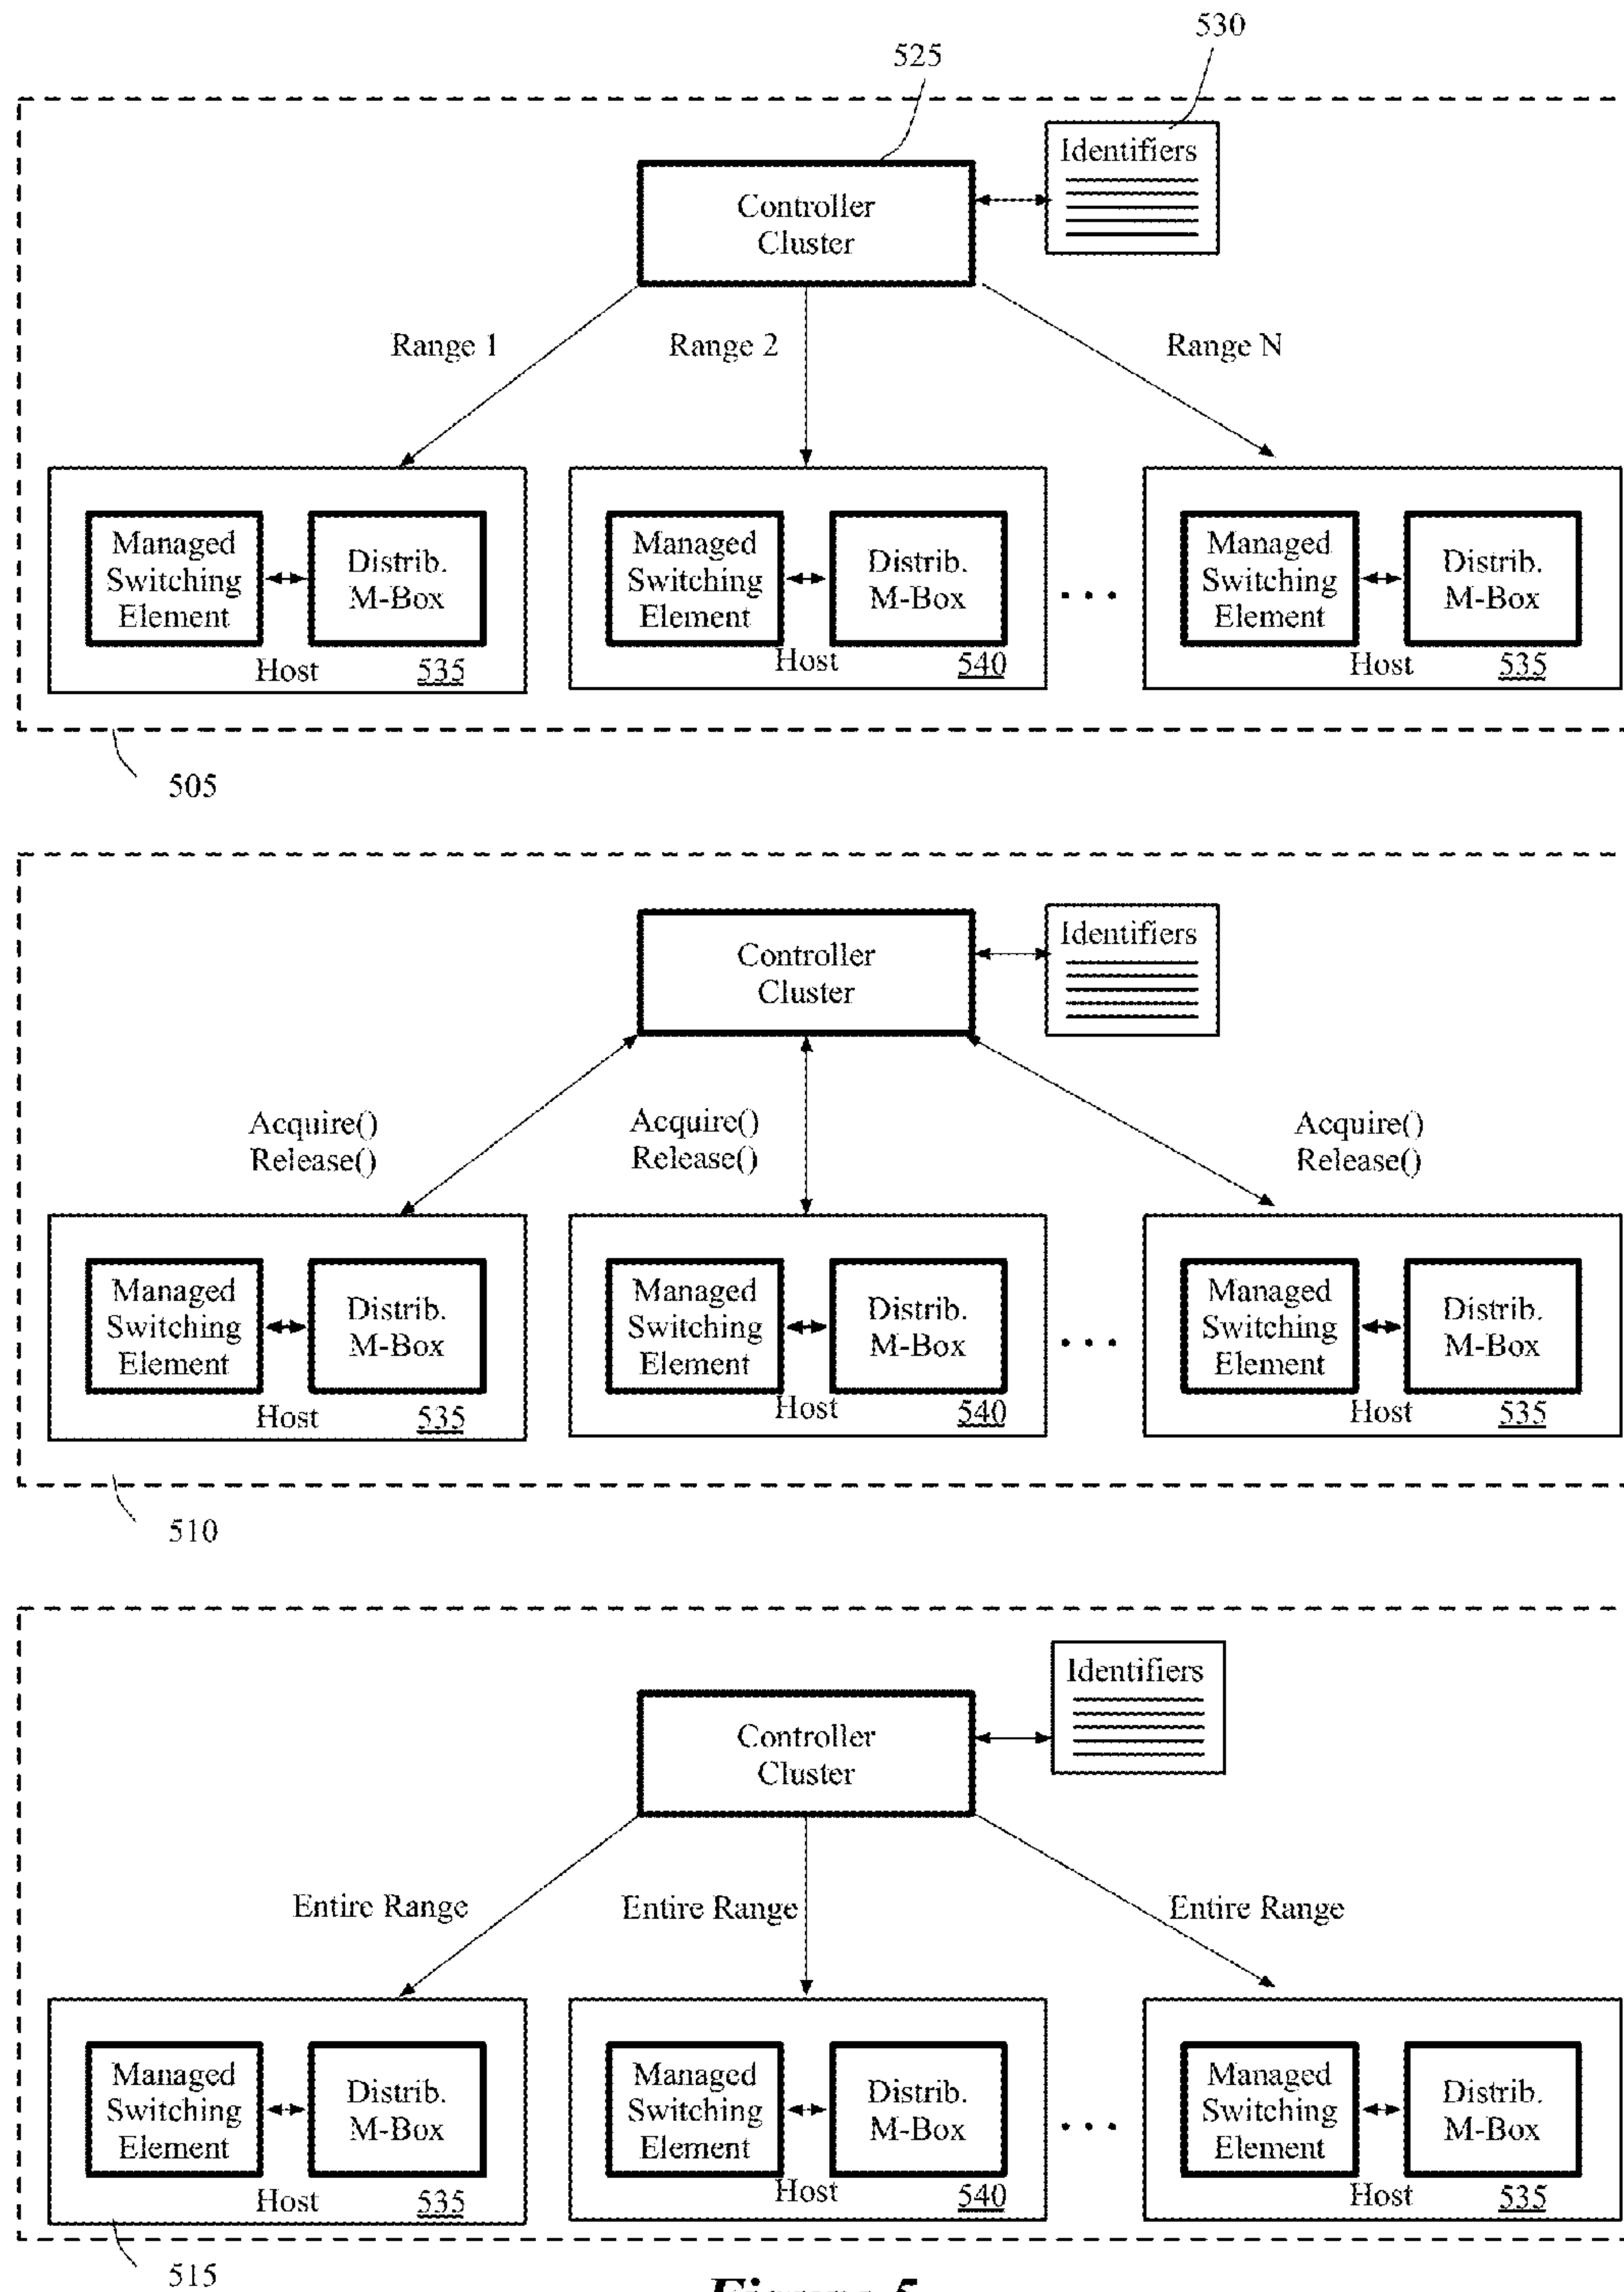 530
525
Identifiers
Controller
Cluster
Range 1
Range 2
Range N
Managed
Switching
Element
Distrib.
M-Box
Host 535
Managed
Switching
Element
Distrib.
M-Box
Host 540
...
Managed
Switching
Element
Distrib.
M-Box
Host 535
505
Identifiers
Controller
Cluster
Acquire()
Release()
Acquire()
Release()
Acquire()
Release()
Managed
Switching
Element
Distrib.
M-Box
Host 535
Managed
Switching
Element
Distrib.
M-Box
Host 540
...
Managed
Switching
Element
Distrib.
M-Box
Host 535
510
Identifiers
Controller
Cluster
Entire Range
Entire Range
Entire Range
Managed
Switching
Element
Distrib.
M-Box
Host 535
Managed
Switching
Element
Distrib.
M-Box
Host 540
...
Managed
Switching
Element
Distrib.
M-Box
Host 535
515
Figure 5